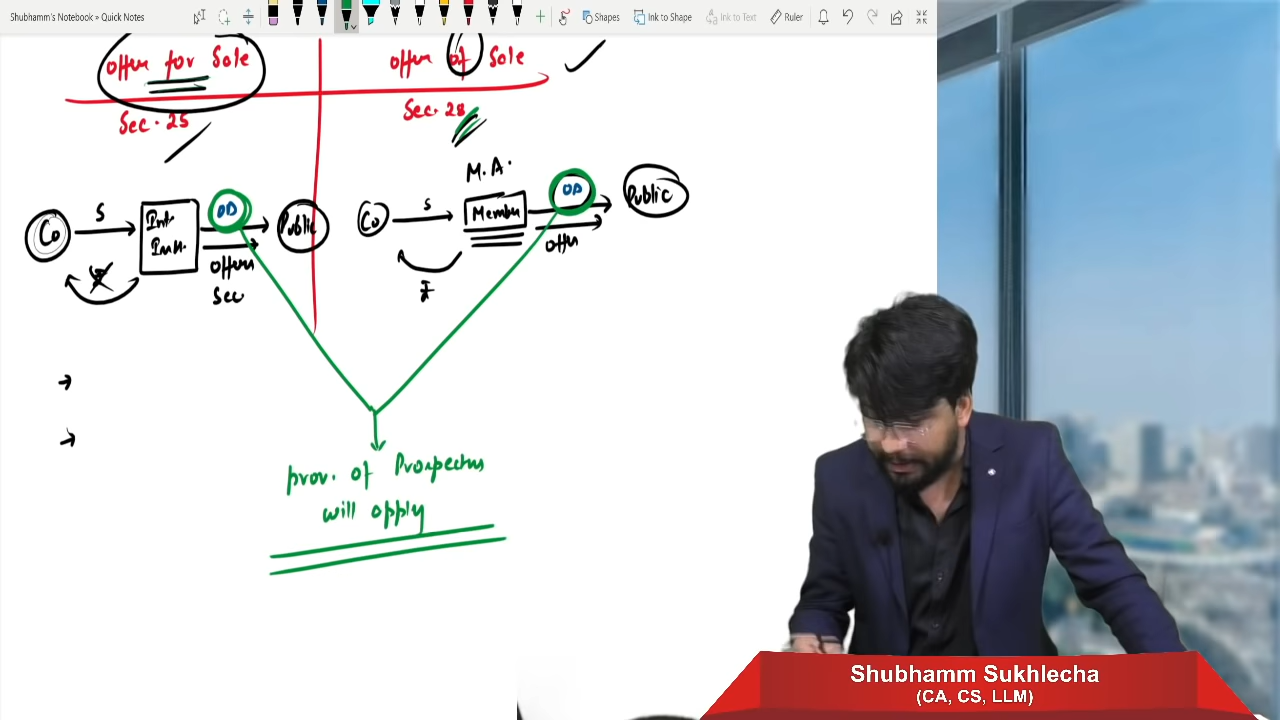 Shubhamm's Notebook » Quick Notes
Shapes
Ink to Shape
Ink to Text
Ruler
offer for Sale
offer of Sale
Sec. 25
Sec. 28
Co
S
Int.
OD
Public
offers
Sec
M.A.
Co
S
Member
OD
Public
offer
₹
prov. of Prospectus
will apply
Shubhamm Sukhlecha
(CA, CS, LLM)